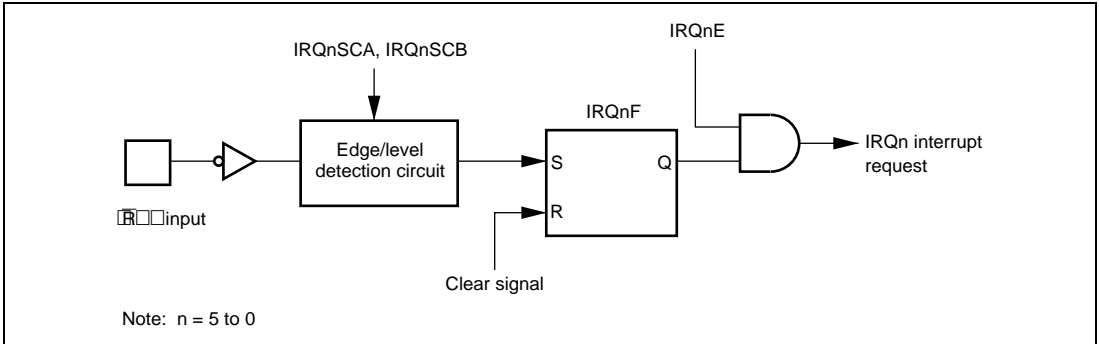 IRQnE
IRQnSCA, IRQnSCB
IRQnF
Edge/level
detection circuit
S
Q
R
IRQn interrupt
request
input
Clear signal
Note: n = 5 to 0